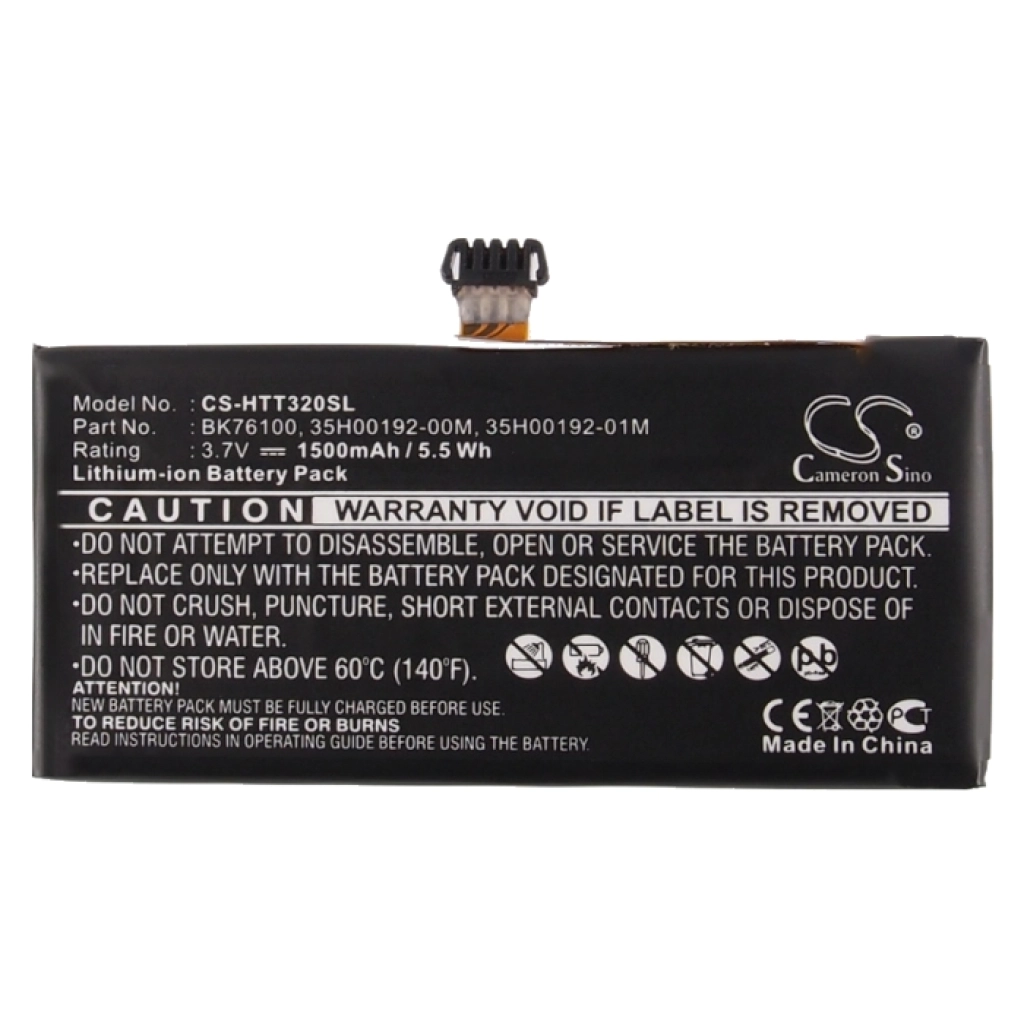 Model No. : CS-HTT320SL
Part No. : BK76100, 35H00192-00M, 35H00192-01M
Rating : 3.7V 1500mAh / 5.5 Wh
Lithium-ion Battery Pack
Cameron Sino
CAUTION WARRANTY VOID IF LABEL IS REMOVED
•DO NOT ATTEMPT TO DISASSEMBLE, OPEN OR SERVICE THE BATTERY PACK.
•REPLACE ONLY WITH THE BATTERY PACK DESIGNATED FOR THIS PRODUCT.
•DO NOT CRUSH, PUNCTURE, SHORT EXTERNAL CONTACTS OR DISPOSE OF
IN FIRE OR WATER.
•DO NOT STORE ABOVE 60°C (140°F).
Pb
ATTENTION!
NEW BATTERY PACK MUST BE FULLY CHARGED BEFORE USE.
TO REDUCE RISK OF FIRE OR BURNS
READ INSTRUCTIONS IN OPERATING GUIDE BEFORE USING THE BATTERY.
CE PCT
Made In China